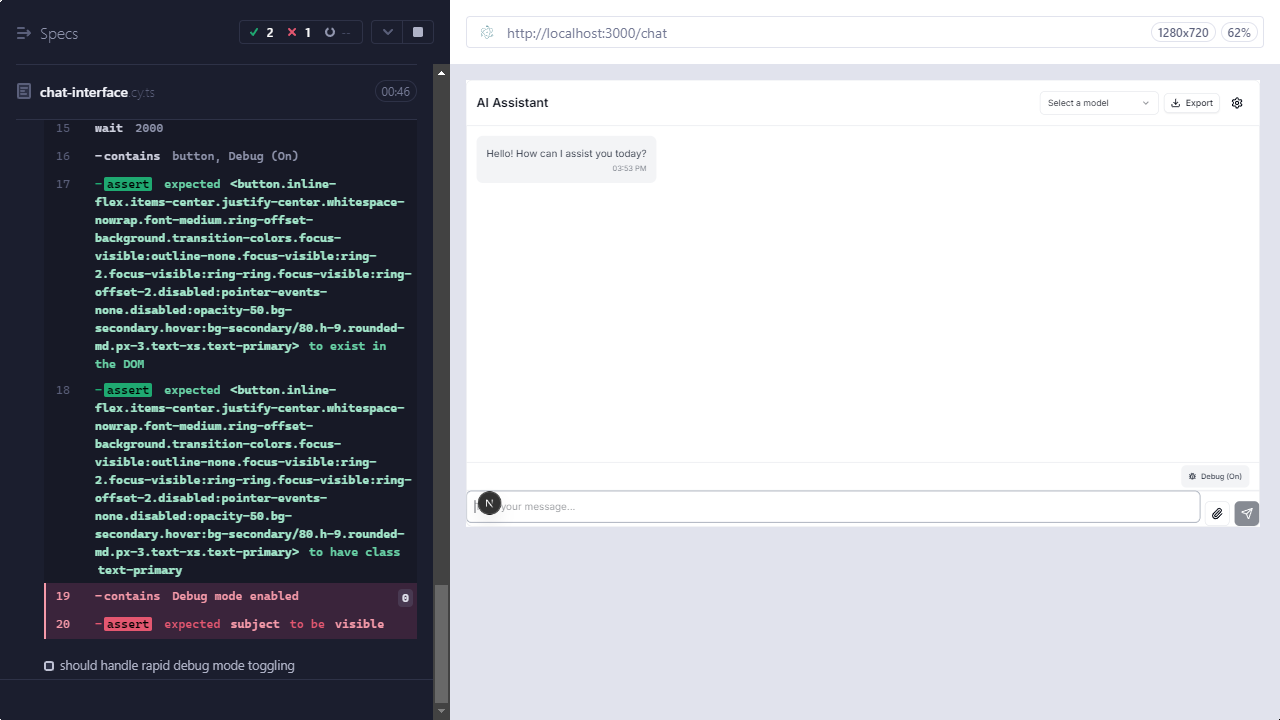 Specs
2
1
--
chat-interface.cy.ts
00:46
15 wait 2000
16 -contains button, Debug (On)
17 -assert expected <button.inline-
flex.items-center.justify-center.whitespace-
nowrap.font-medium.ring-offset-
background.transition-colors.focus-
visible:outline-none.focus-visible:ring-
2.focus-visible:ring-ring.focus-visible:ring-
offset-2.disabled:pointer-events-
none.disabled:opacity-50.bg-
secondary.hover:bg-secondary/80.h-9.rounded-
md.px-3.text-xs.text-primary> to exist in
the DOM
18 -assert expected <button.inline-
flex.items-center.justify-center.whitespace-
nowrap.font-medium.ring-offset-
background.transition-colors.focus-
visible:outline-none.focus-visible:ring-
2.focus-visible:ring-ring.focus-visible:ring-
offset-2.disabled:pointer-events-
none.disabled:opacity-50.bg-
secondary.hover:bg-secondary/80.h-9.rounded-
md.px-3.text-xs.text-primary> to have class
text-primary
19 -contains Debug mode enabled 0
20 -assert expected subject to be visible
should handle rapid debug mode toggling
http://localhost:3000/chat
1280x720
62%
AI Assistant
Select a model
Export
Hello! How can I assist you today?
03:53 PM
Debug (On)
N
your message...